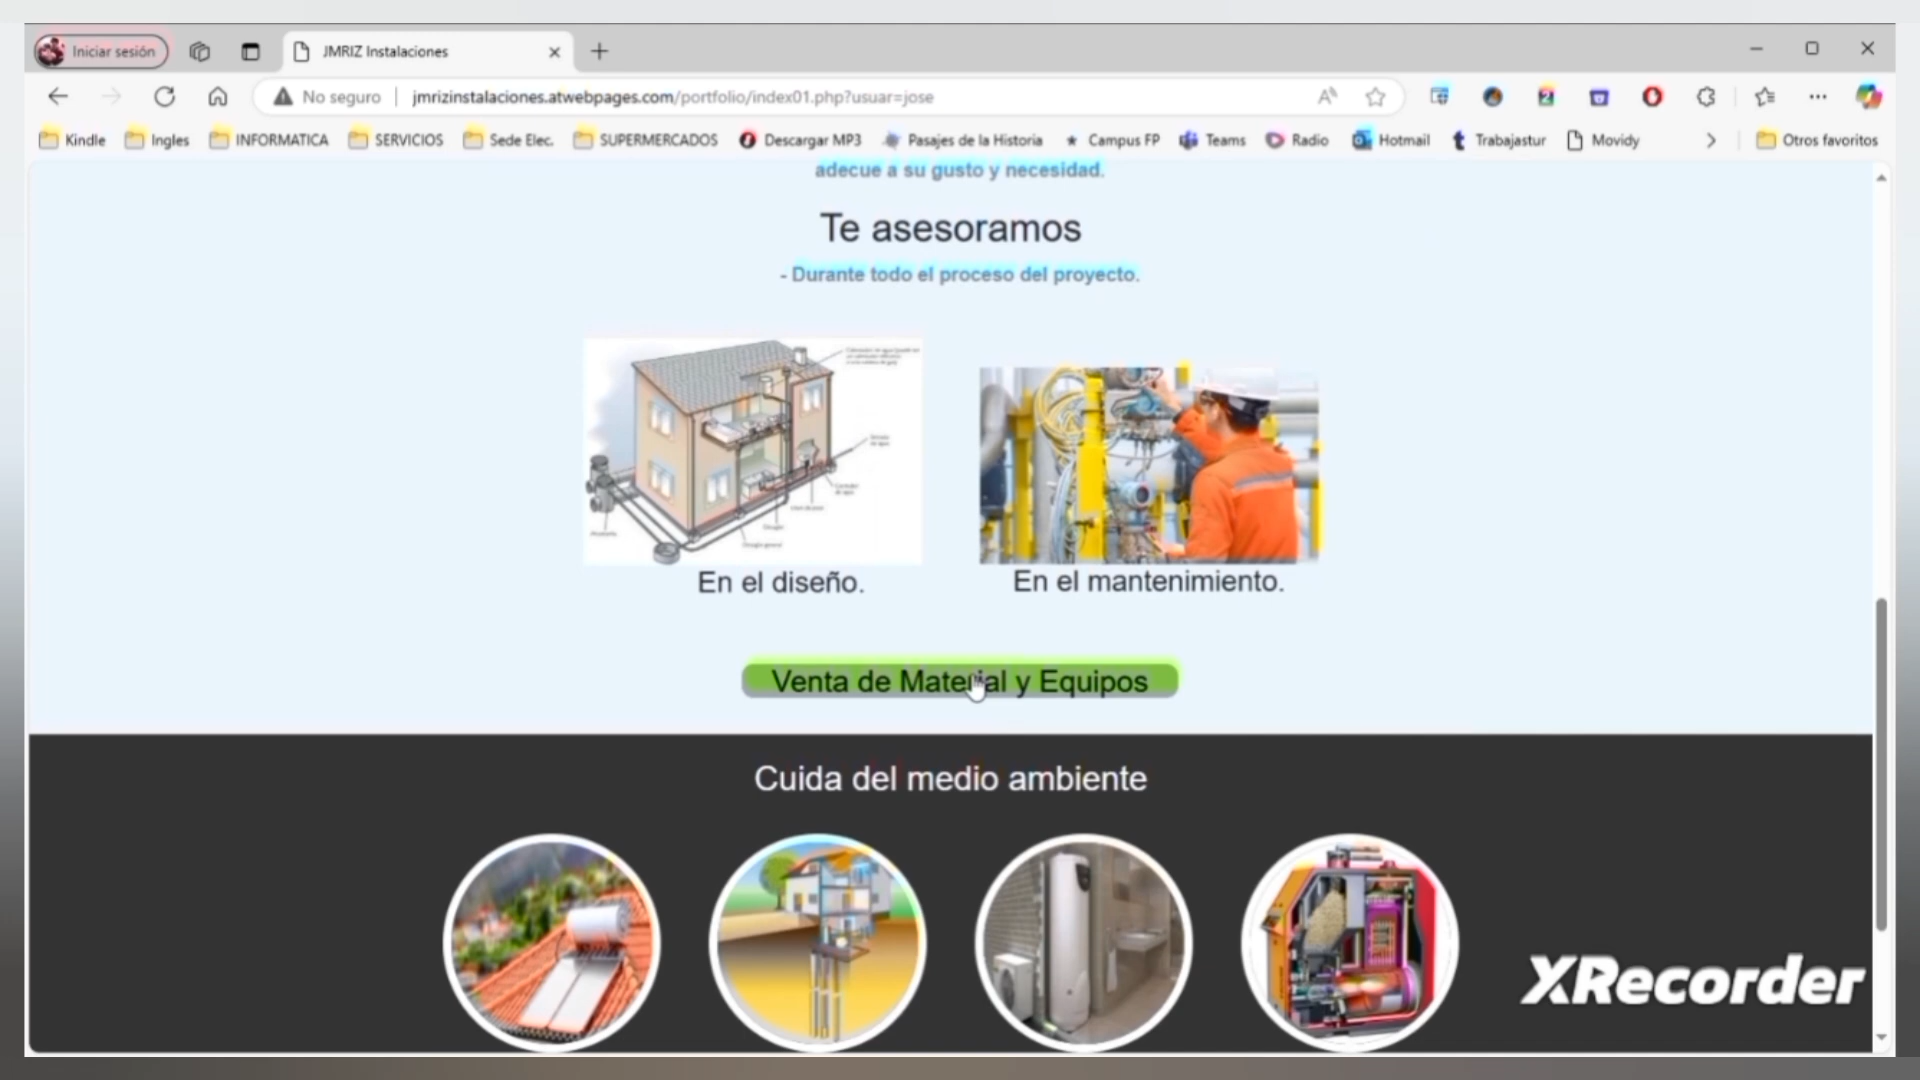 Iniciar sesión
JMRIZ Instalaciones
No seguro
jmrizinstalaciones.atwebpages.com/portfolio/index01.php?usuar=jose
Kindle
Ingles
INFORMATICA
SERVICIOS
Sede Elec.
SUPERMERCADOS
Descargar MP3
Pasajes de la Historia
Campus FP
Teams
Radio
Hotmail
Trabajastur
Movidy
Otros favoritos
adecue a su gusto y necesidad.
Te asesoramos
- Durante todo el proceso del proyecto.
En el diseño.
En el mantenimiento.
Venta de Material y Equipos
Cuida del medio ambiente
XRecorder